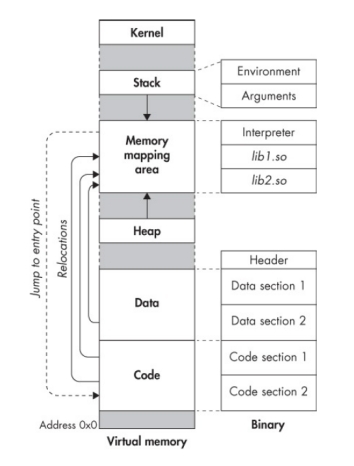 Kernel
Stack
Environment
Arguments
Memory
mapping
area
Interpreter
lib1.so
lib2.so
Jump to entry point
Relocations
Heap
Header
Data
Data section 1
Data section 2
Code
Code section 1
Code section 2
Address 0x0
Virtual memory
Binary